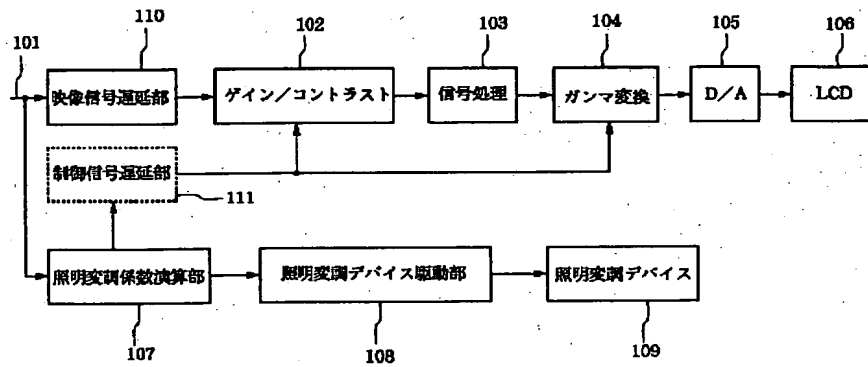 101
110
102
103
104
105
106
映像信号遅延部
ゲイン/コントラスト
信号処理
ガンマ変換
D/A
LCD
制御信号遅延部
111
照明変調係数演算部
照明変調デバイス駆動部
照明変調デバイス
107
108
109